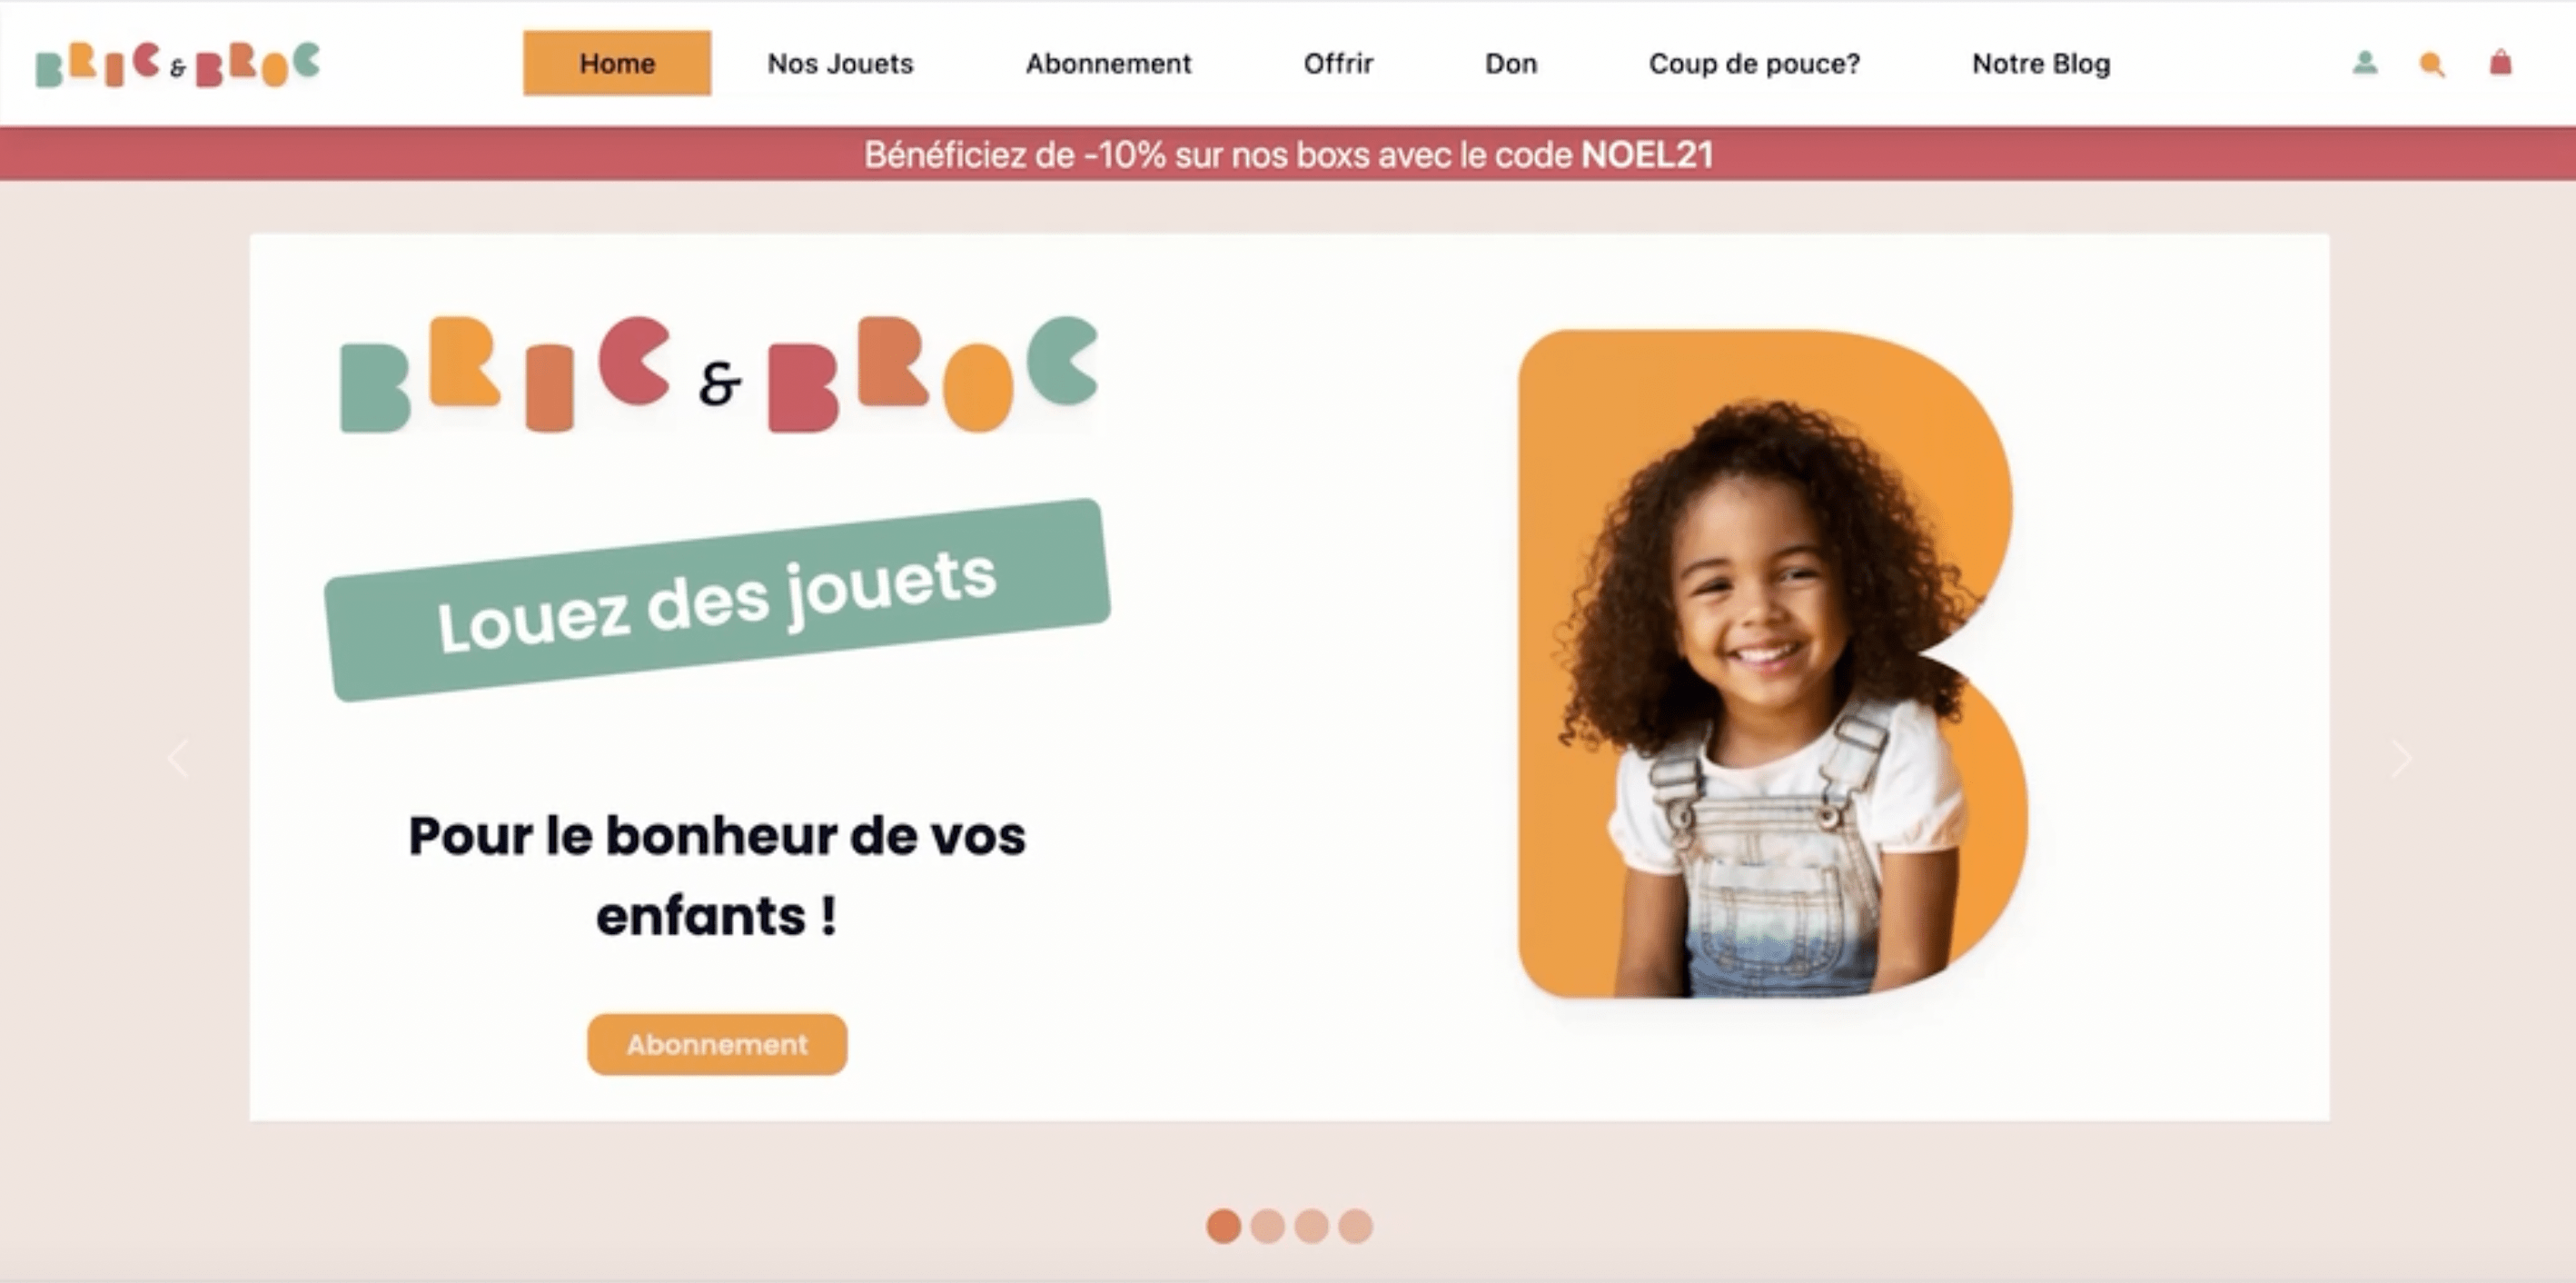 BRIC & BROC
Home
Nos Jouets
Abonnement
Offrir
Don
Coup de pouce?
Notre Blog
Bénéficiez de -10% sur nos boxs avec le code NOEL21
BRIC & BROC
Louez des jouets
Pour le bonheur de vos
enfants !
Abonnement